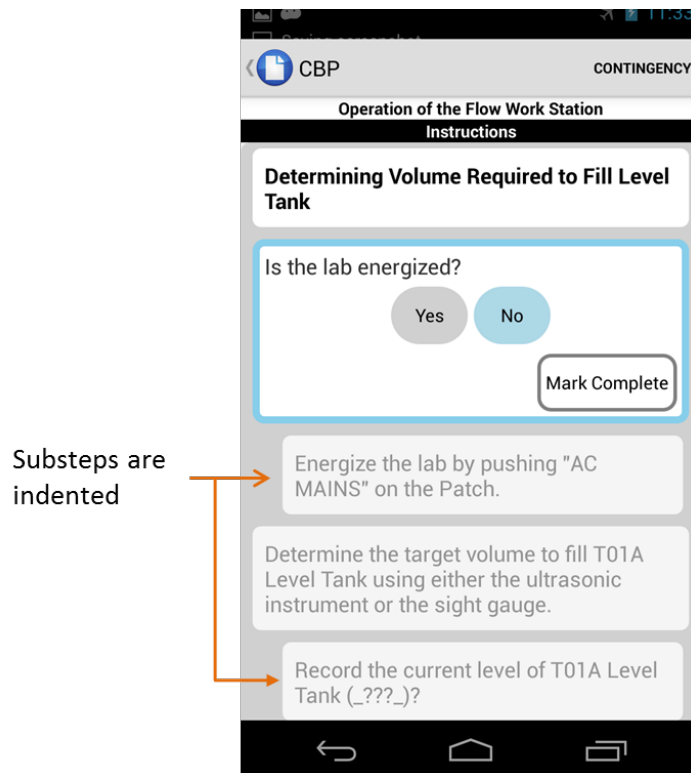 11:33
Saving screenshot
CBP
CONTINGENCY
Operation of the Flow Work Station
Instructions
Determining Volume Required to Fill Level
Tank
Is the lab energized?
Yes No
Mark Complete
Substeps are
indented
Energize the lab by pushing "AC
MAINS" on the Patch.
Determine the target volume to fill T01A
Level Tank using either the ultrasonic
instrument or the sight gauge.
Record the current level of T01A Level
Tank (_???_)?